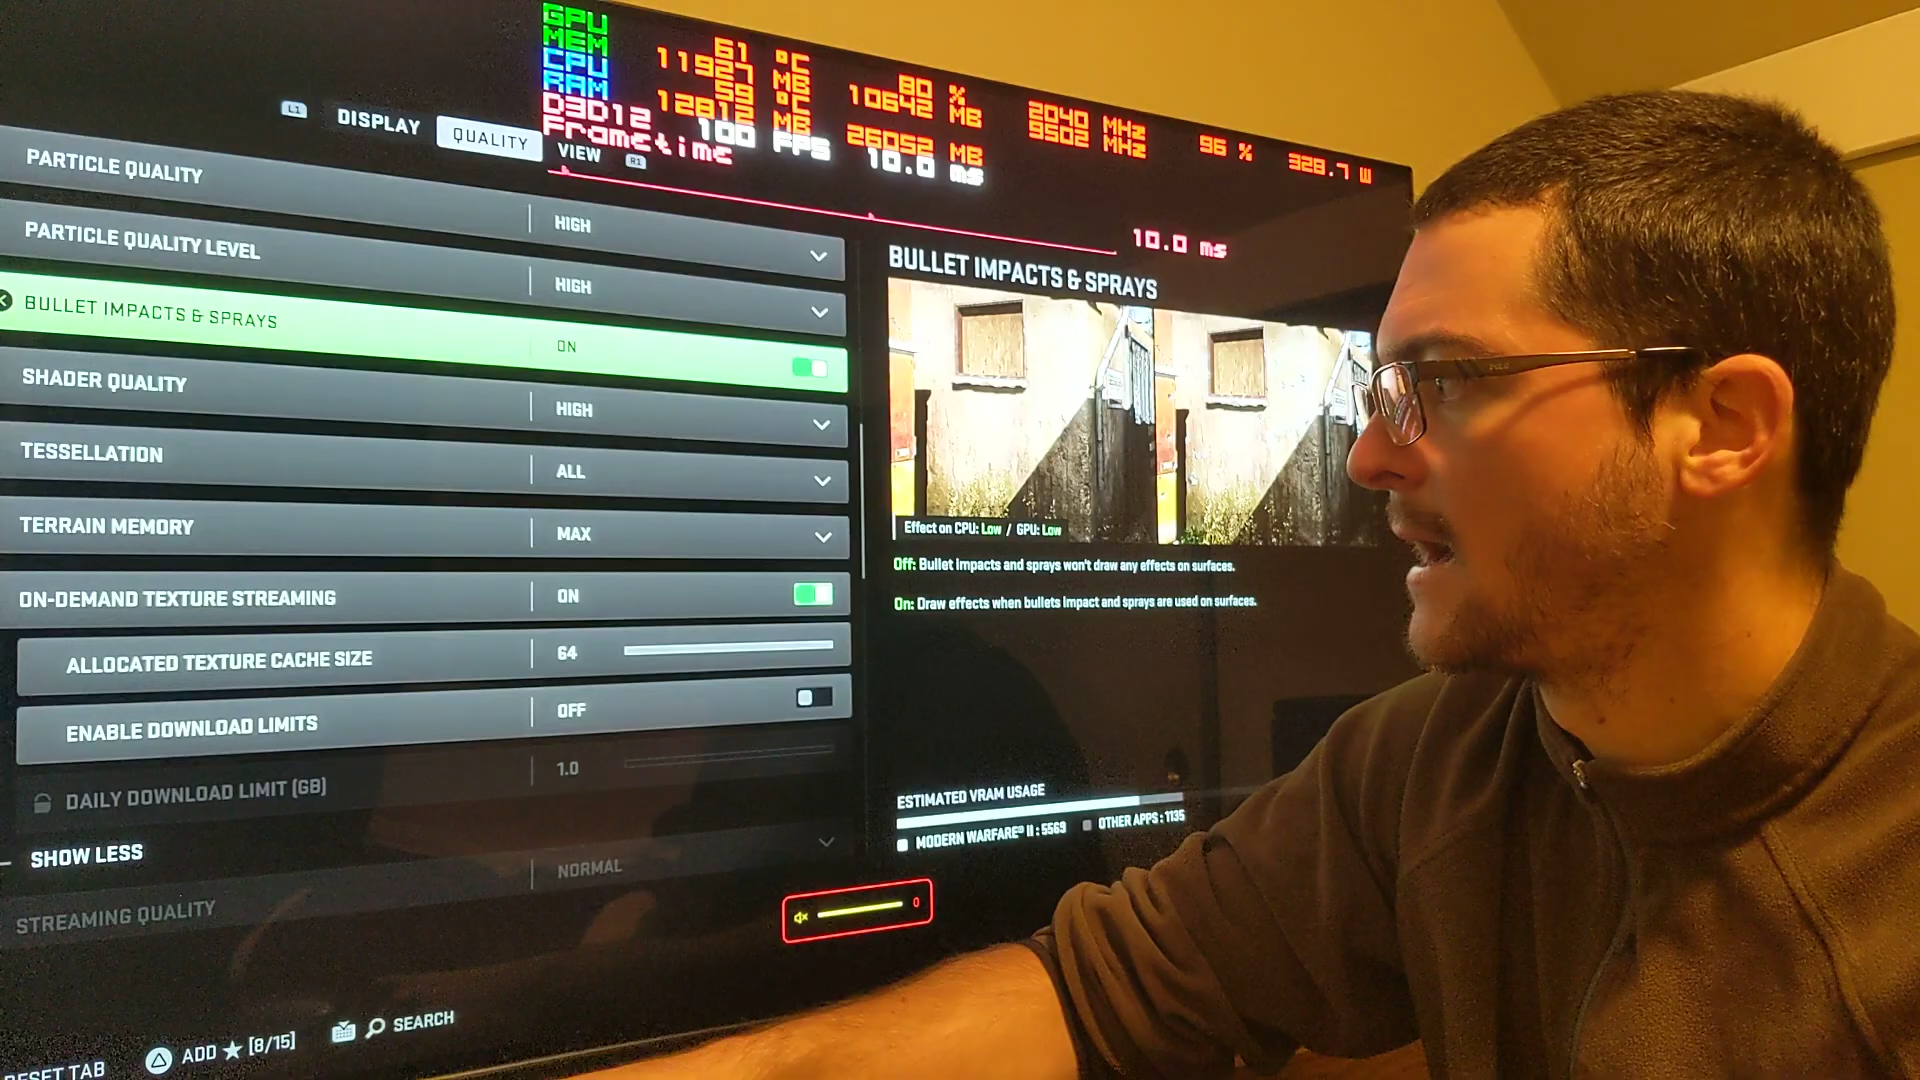 GPU 61 °C 80 % 2040 MHz 96 % 328.7 W
MEM 11927 MB 10642 MB 9502 MHz
CPU 59 °C
RAM 12812 MB 26052 MB
D3D12 100 FPS 10.0 ms
Frametime
10.0 ms
L1 DISPLAY QUALITY VIEW R1
PARTICLE QUALITY HIGH
PARTICLE QUALITY LEVEL HIGH
BULLET IMPACTS & SPRAYS ON
SHADER QUALITY HIGH
TESSELLATION ALL
TERRAIN MEMORY MAX
ON-DEMAND TEXTURE STREAMING ON
ALLOCATED TEXTURE CACHE SIZE 64
ENABLE DOWNLOAD LIMITS OFF
DAILY DOWNLOAD LIMIT (GB) 1.0
SHOW LESS
STREAMING QUALITY NORMAL
BULLET IMPACTS & SPRAYS
Effect on CPU: Low / GPU: Low
Off: Bullet impacts and sprays won't draw any effects on surfaces.
On: Draw effects when bullets impact and sprays are used on surfaces.
ESTIMATED VRAM USAGE
MODERN WARFARE® II : 5569 OTHER APPS : 1135
0
RESET TAB ADD ★ [8/15] SEARCH
POLO